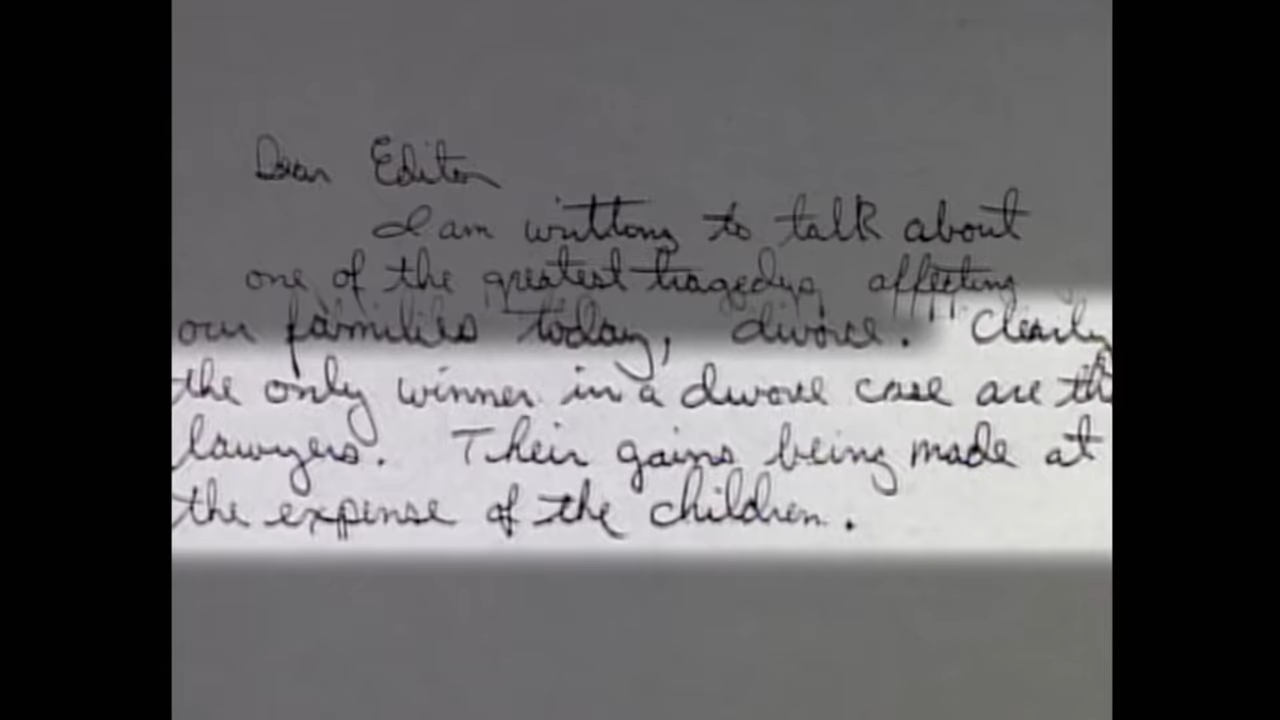 Dear Editor
I am writtong to talk about
one of the greatest tragedys affecting
our families today, divorce. Clearly
the only winner in a divorce case are the
lawyers. Their gains being made at
the expense of the children.